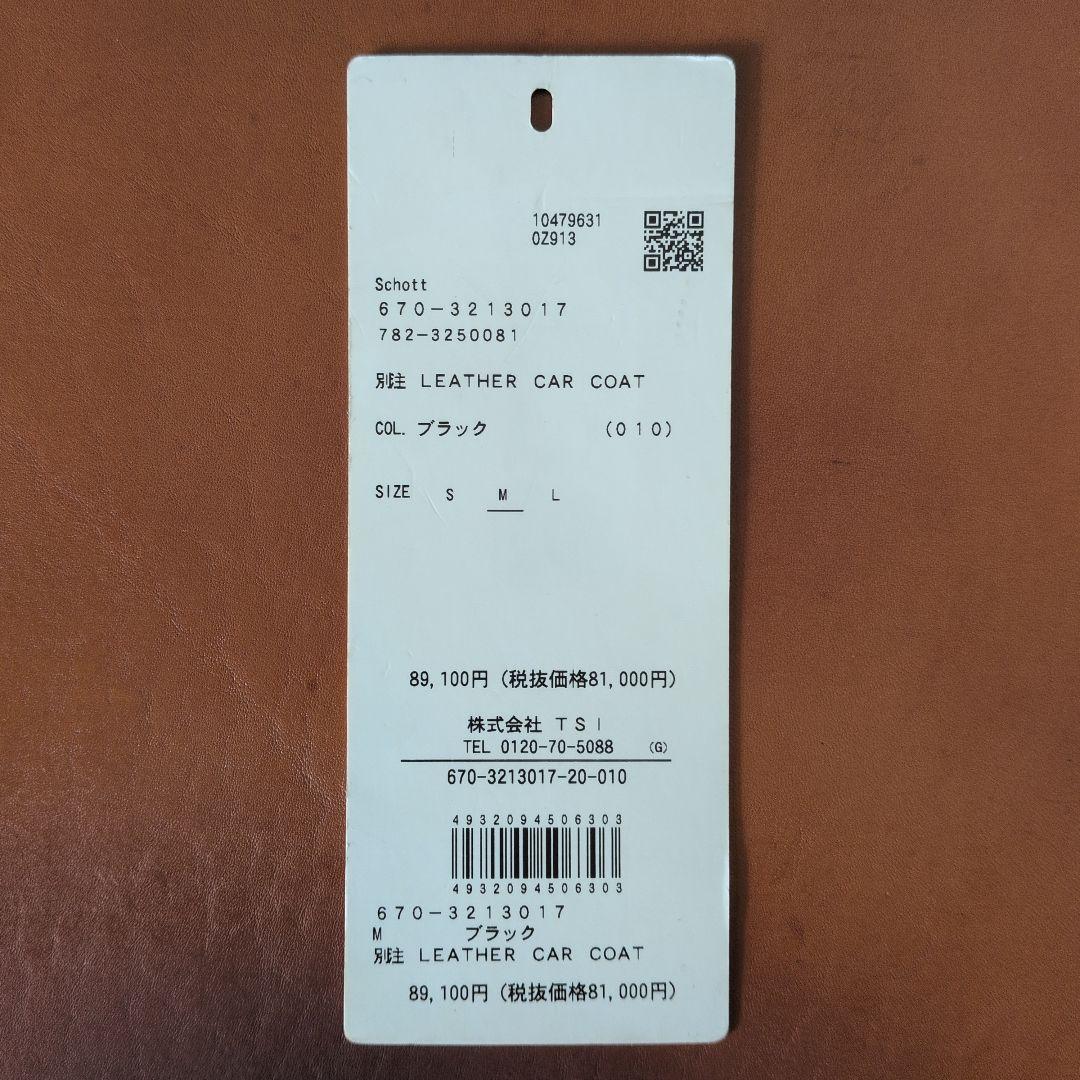 10479631
0Z913
Schott
670-3213017
782-3250081
別注 LEATHER CAR COAT
COL. ブラック (010)
SIZE S M L
89,100円 (税抜価格81,000円)
株式会社 TSI
TEL 0120-70-5088 (G)
670-3213017-20-010
4932094506303
4932094506303
670-3213017
M ブラック
別注 LEATHER CAR COAT
89,100円 (税抜価格81,000円)